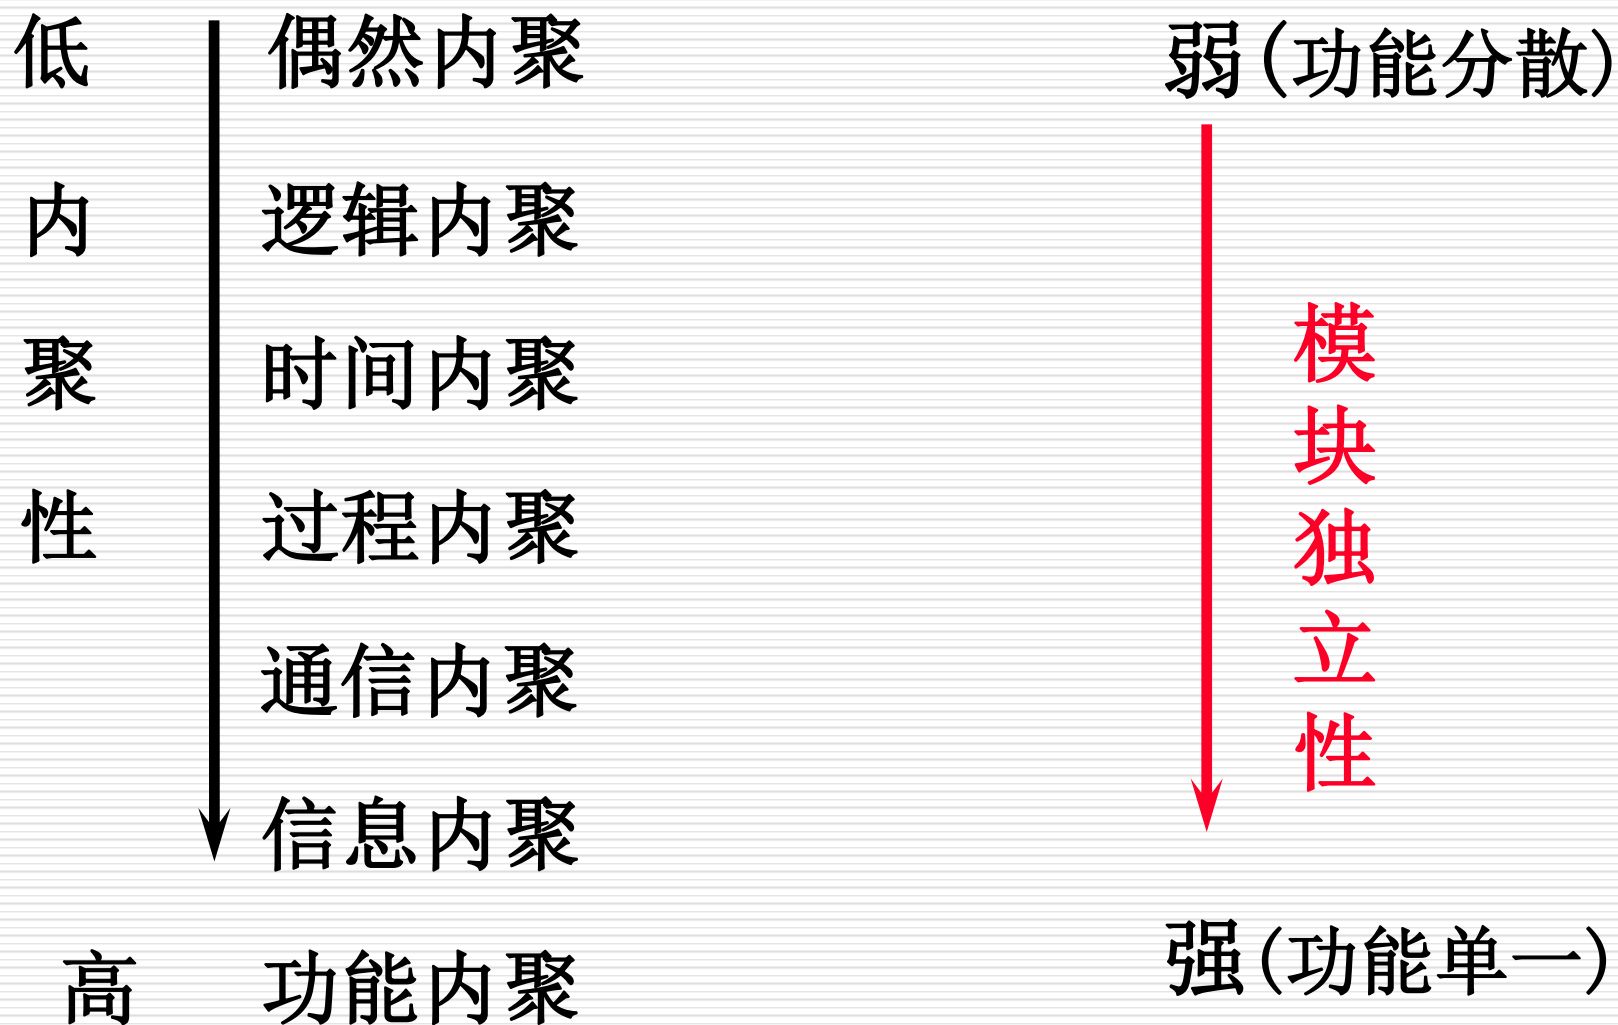 低 偶然内聚 弱(功能分散)
内 逻辑内聚
聚 时间内聚
性 过程内聚
通信内聚
信息内聚
高 功能内聚 强(功能单一)
模块独立性